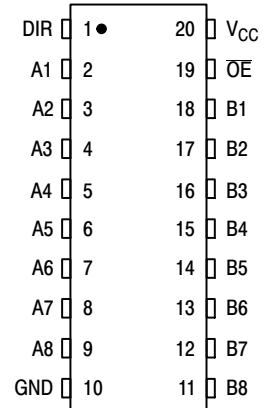 DIR 1 20 V_CC
A1 2 19 O̅E̅
A2 3 18 B1
A3 4 17 B2
A4 5 16 B3
A5 6 15 B4
A6 7 14 B5
A7 8 13 B6
A8 9 12 B7
GND 10 11 B8